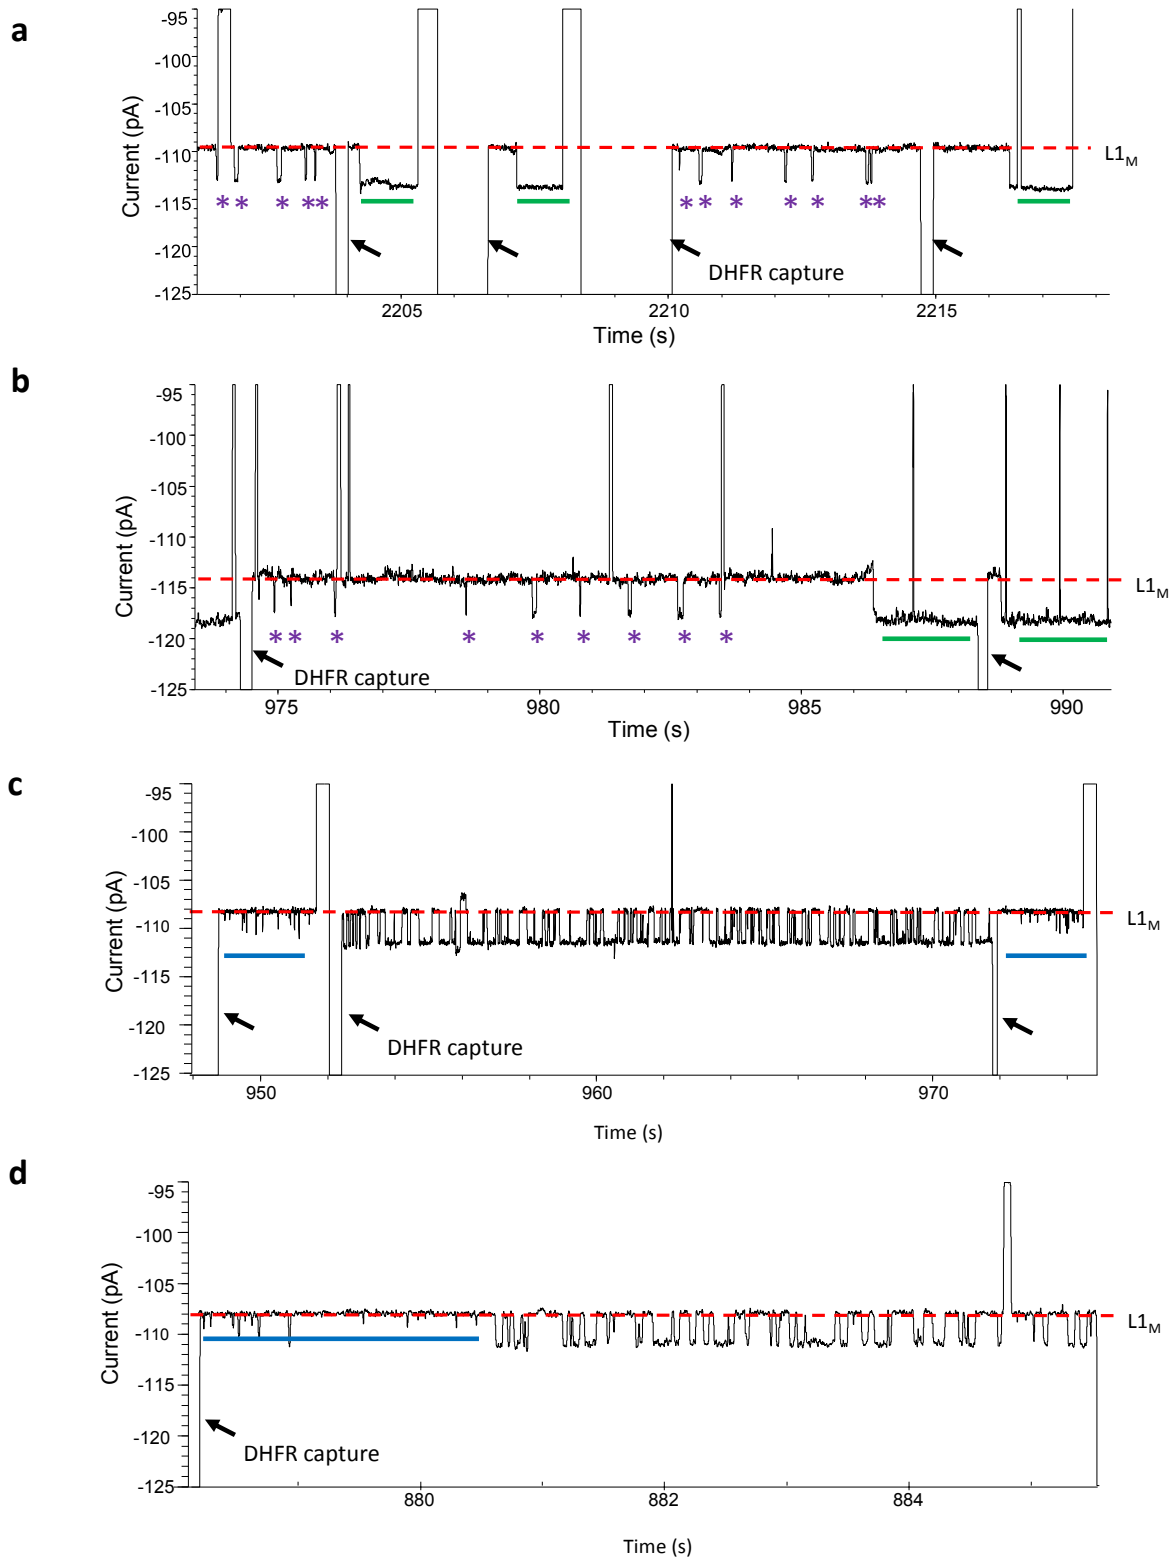 a
-95
-100
-105
-110
-115
-120
-125
Current (pA)
L1M
* * * * * * * * * * * *
DHFR capture
2205 2210 2215
Time (s)
b
-95
-100
-105
-110
-115
-120
-125
Current (pA)
L1M
* * * * * * * * *
DHFR capture
975 980 985 990
Time (s)
c
-95
-100
-105
-110
-115
-120
-125
Current (pA)
L1M
DHFR capture
950 960 970
Time (s)
d
-95
-100
-105
-110
-115
-120
-125
Current (pA)
L1M
DHFR capture
880 882 884
Time (s)